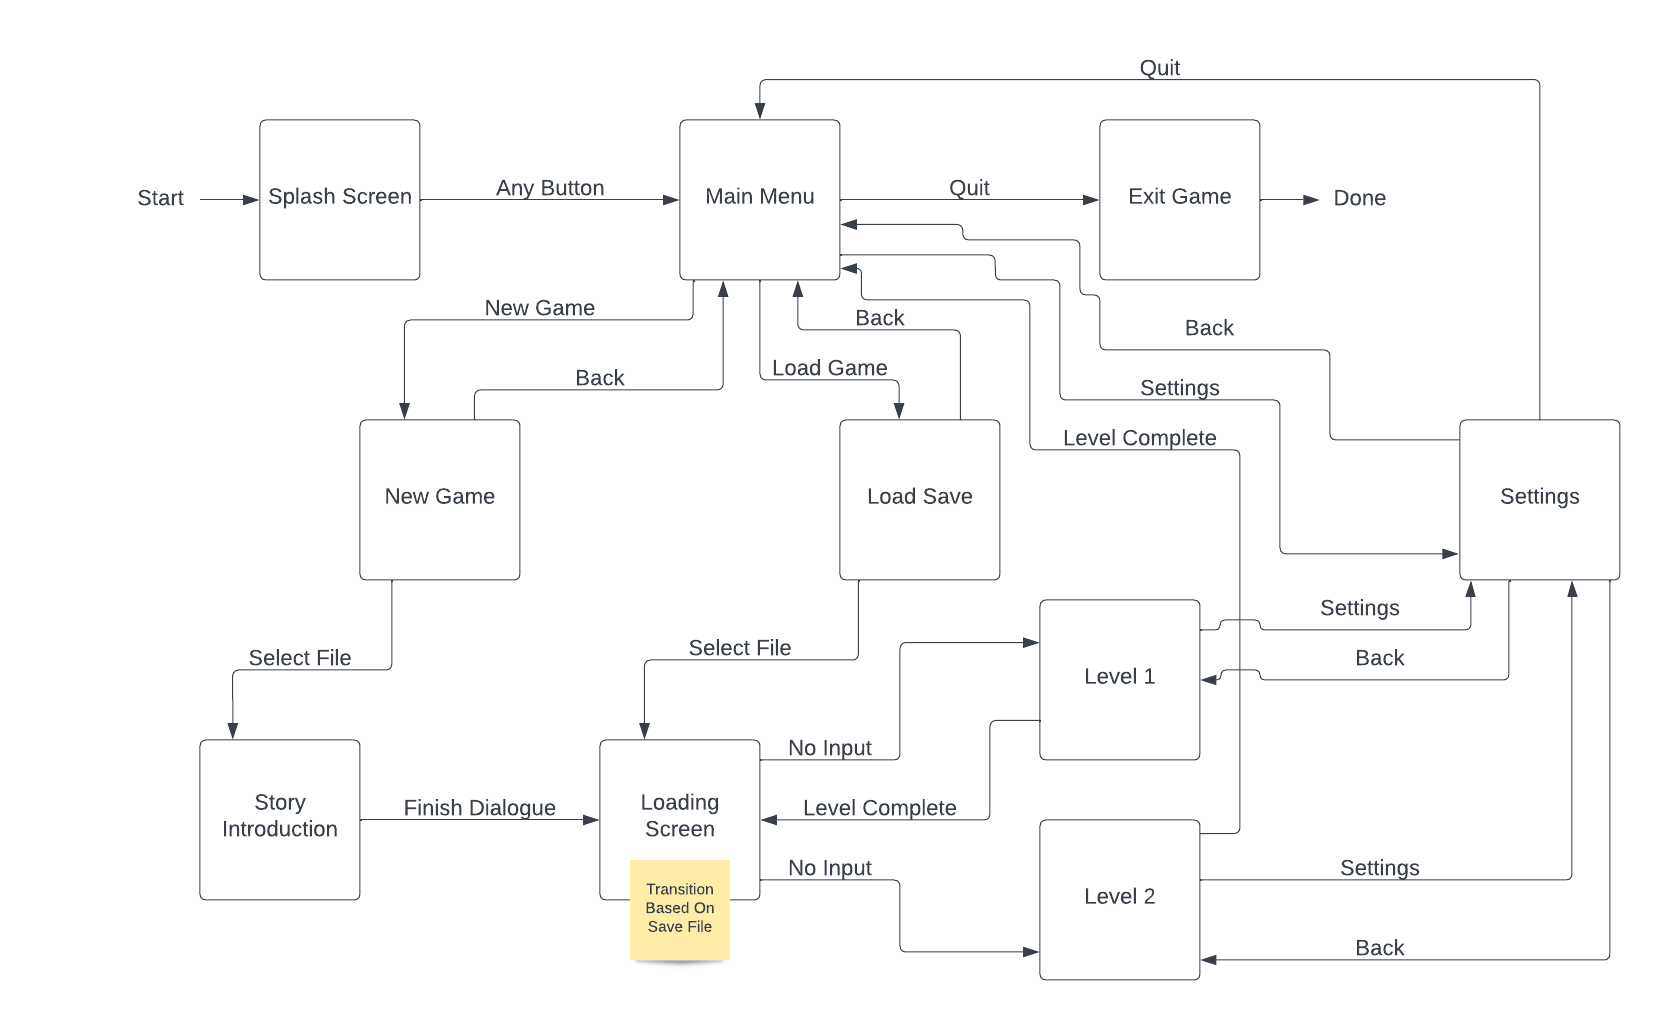 Quit
Start
Splash Screen
Any Button
Main Menu
Quit
Exit Game
Done
New Game
Back
Load Game
Back
Back
Settings
Level Complete
New Game
Load Save
Settings
Select File
Select File
Settings
Back
Level 1
No Input
Level Complete
Story
Introduction
Finish Dialogue
Loading
Screen
No Input
Transition
Based On
Save File
Level 2
Settings
Back